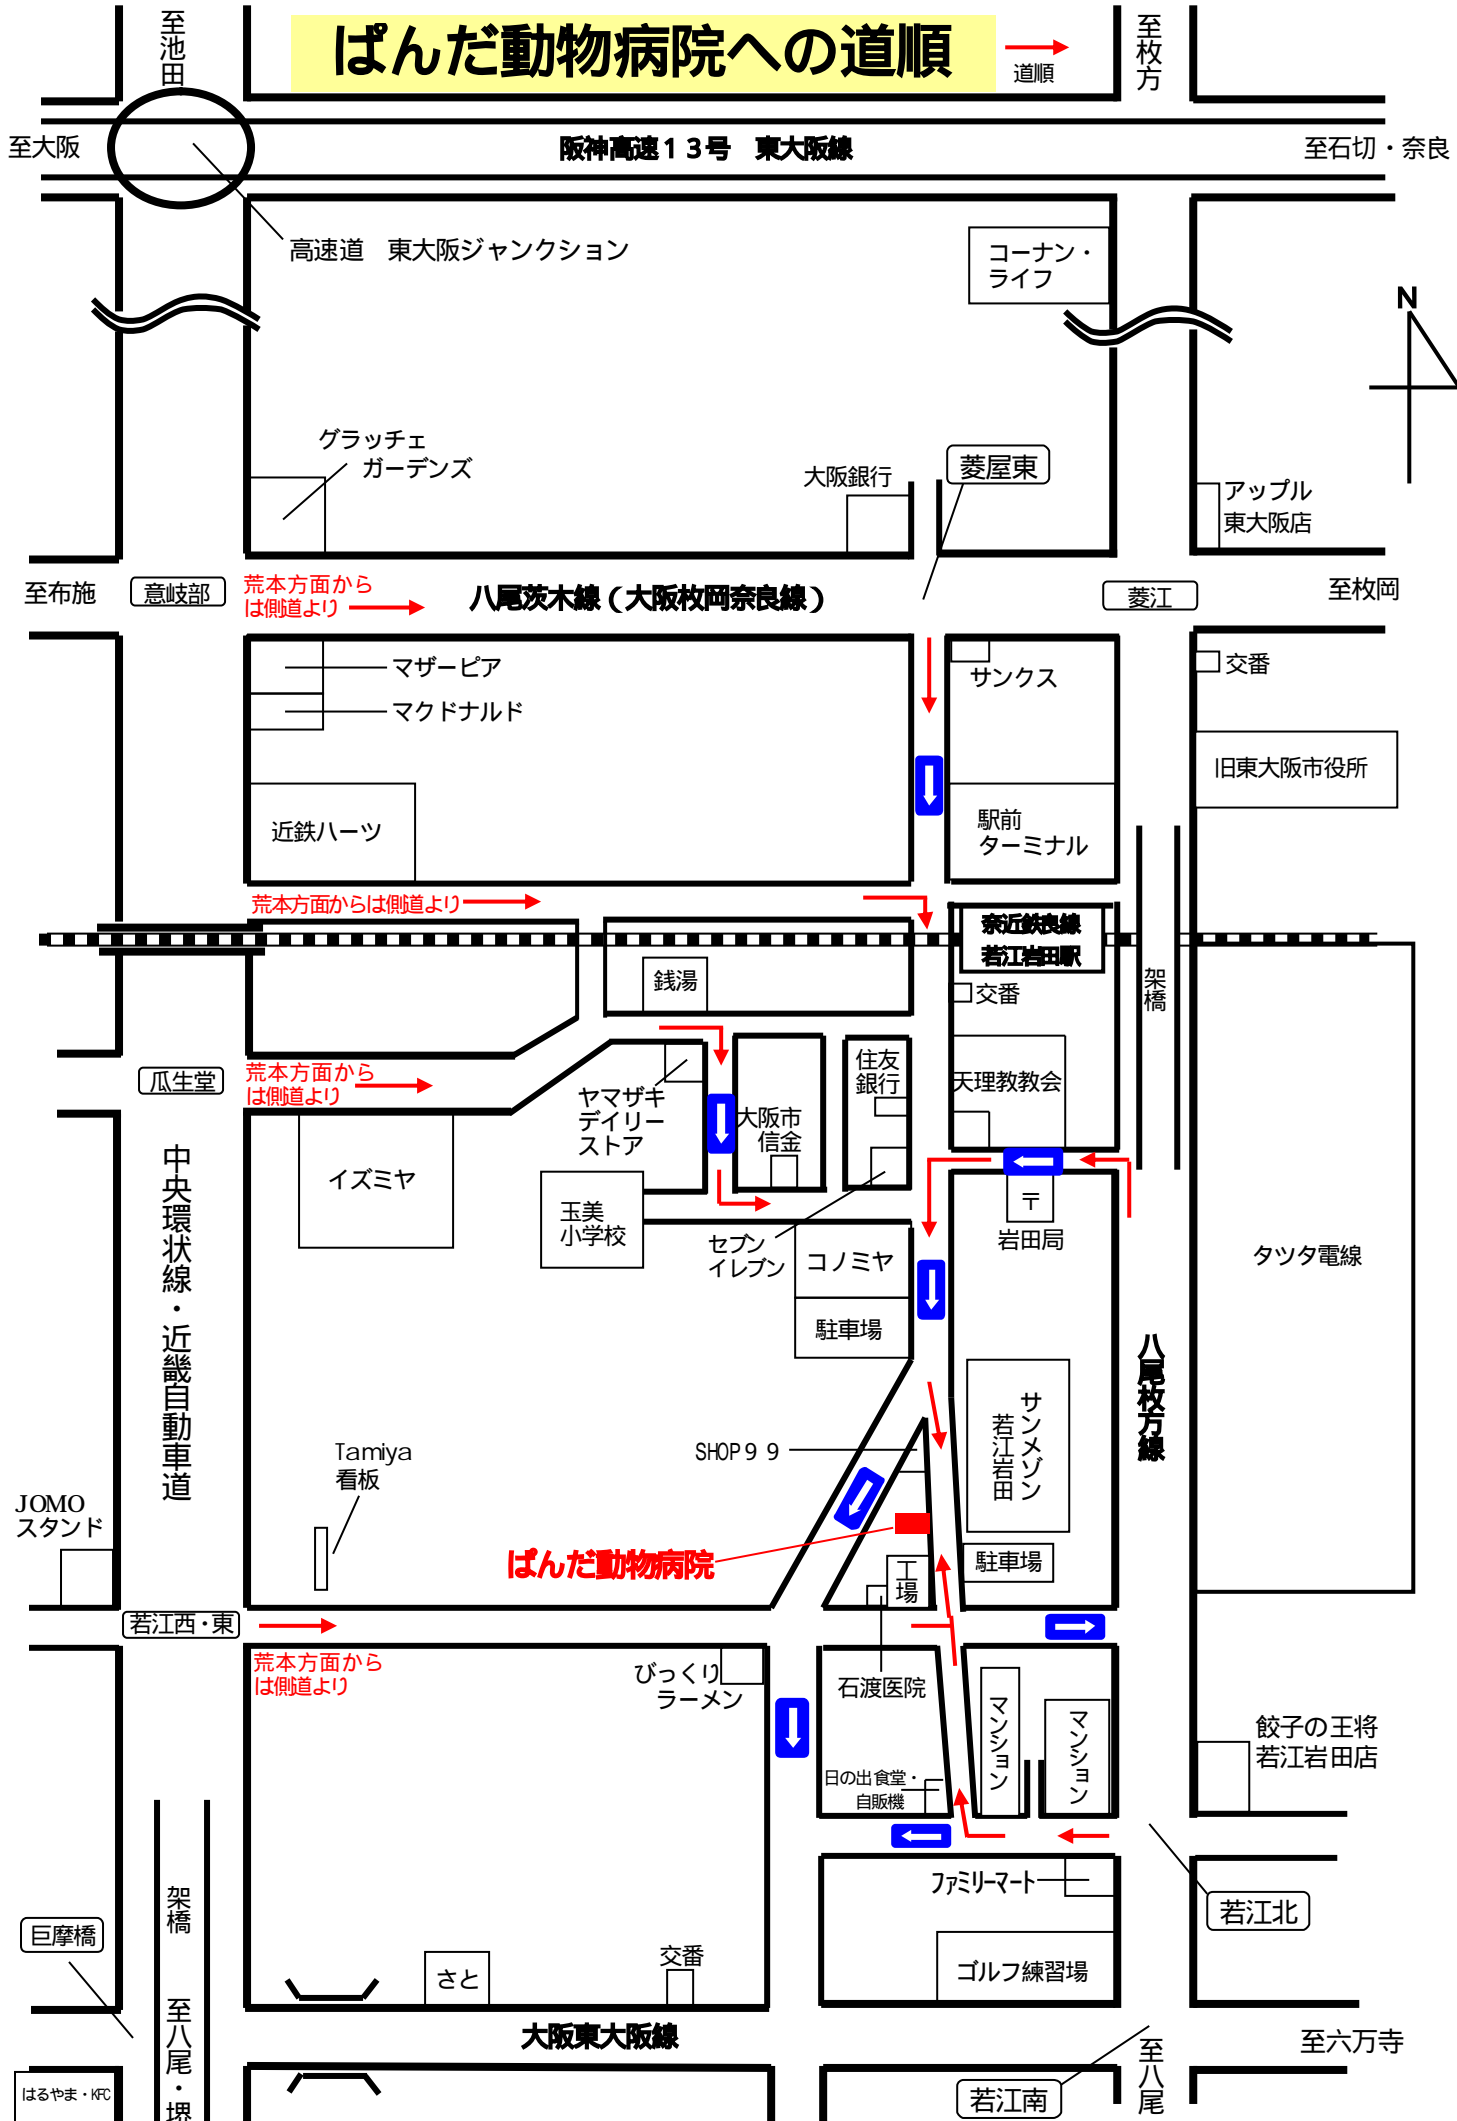 至池田
ぱんだ動物病院への道順
道順
至枚方
至大阪
阪神高速13号 東大阪線
至石切・奈良
高速道 東大阪ジャンクション
コーナン・
ライフ
N
グラッチェ
ガーデンズ
大阪銀行
菱屋東
アップル
東大阪店
至布施
意岐部
荒本方面から
は側道より
八尾茨木線(大阪枚岡奈良線)
菱江
至枚岡
マザーピア
マクドナルド
サンクス
交番
旧東大阪市役所
近鉄ハーツ
駅前
ターミナル
荒本方面からは側道より
奈近鉄良線
若江岩田駅
銭湯
交番
架橋
瓜生堂
荒本方面から
は側道より
ヤマザキ
デイリー
ストア
大阪市
信金
住友
銀行
天理教教会
中央環状線・近畿自動車道
イズミヤ
玉美
小学校
セブン
イレブン
コノミヤ
駐車場
〒
岩田局
タツタ電線
八尾枚方線
サンメゾン
若江岩田
Tamiya
看板
SHOP99
JOMO
スタンド
ぱんだ動物病院
工場
駐車場
若江西・東
荒本方面から
は側道より
びっくり
ラーメン
石渡医院
マンション
マンション
餃子の王将
若江岩田店
日の出食堂・
自販機
ファミリーマート
若江北
架橋
巨摩橋
さと
交番
ゴルフ練習場
至八尾・堺
大阪東大阪線
至六万寺
至八尾
はるやま・KFC
若江南